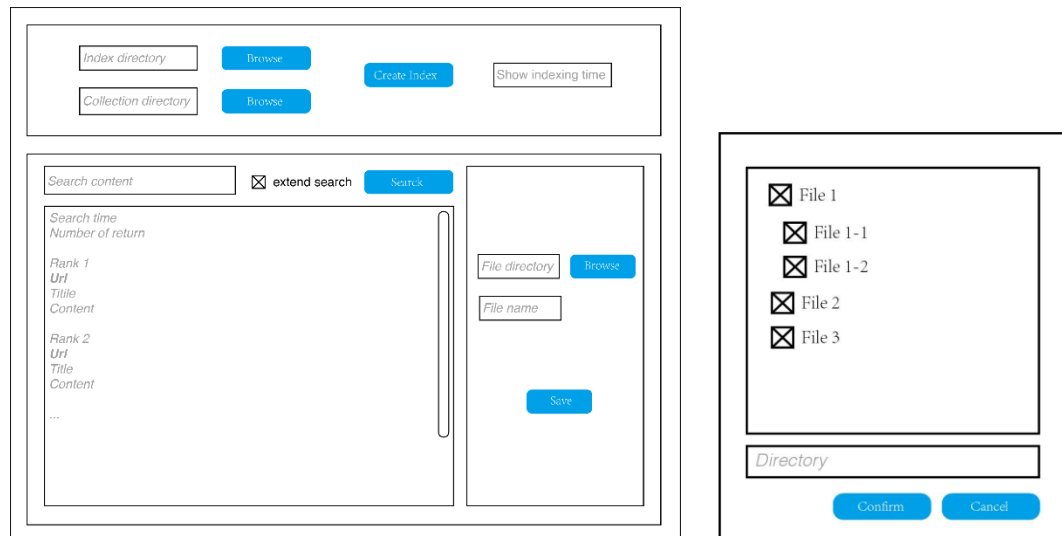 Index directory
Browse
Create Index
Show indexing time
Collection directory
Browse
Search content
extend search
Searck
Search time
Number of return
Rank 1
Url
Titile
Content
Rank 2
Url
Title
Content
...
File directory
Browse
File name
Save
File 1
File 1-1
File 1-2
File 2
File 3
Directory
Confirm
Cancel